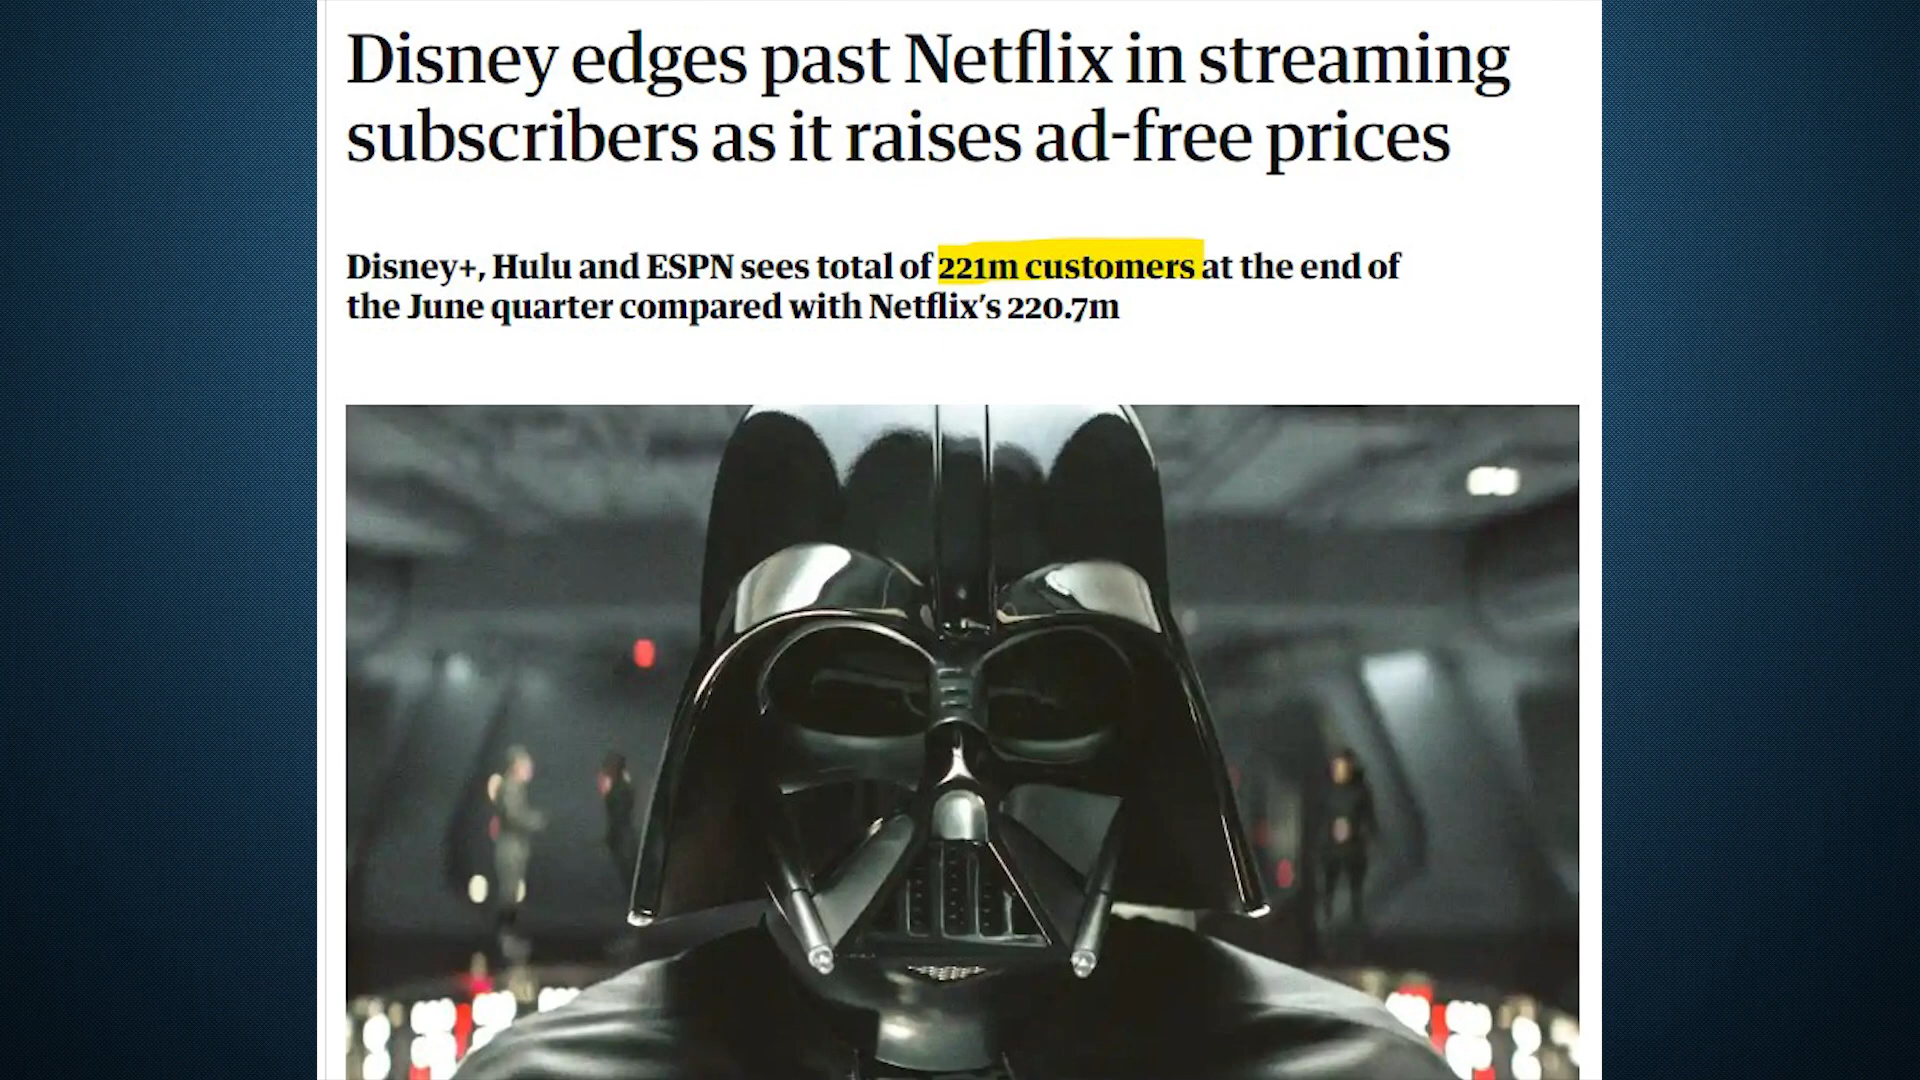 Disney edges past Netflix in streaming
subscribers as it raises ad-free prices
Disney+, Hulu and ESPN sees total of 221m customers at the end of
the June quarter compared with Netflix’s 220.7m